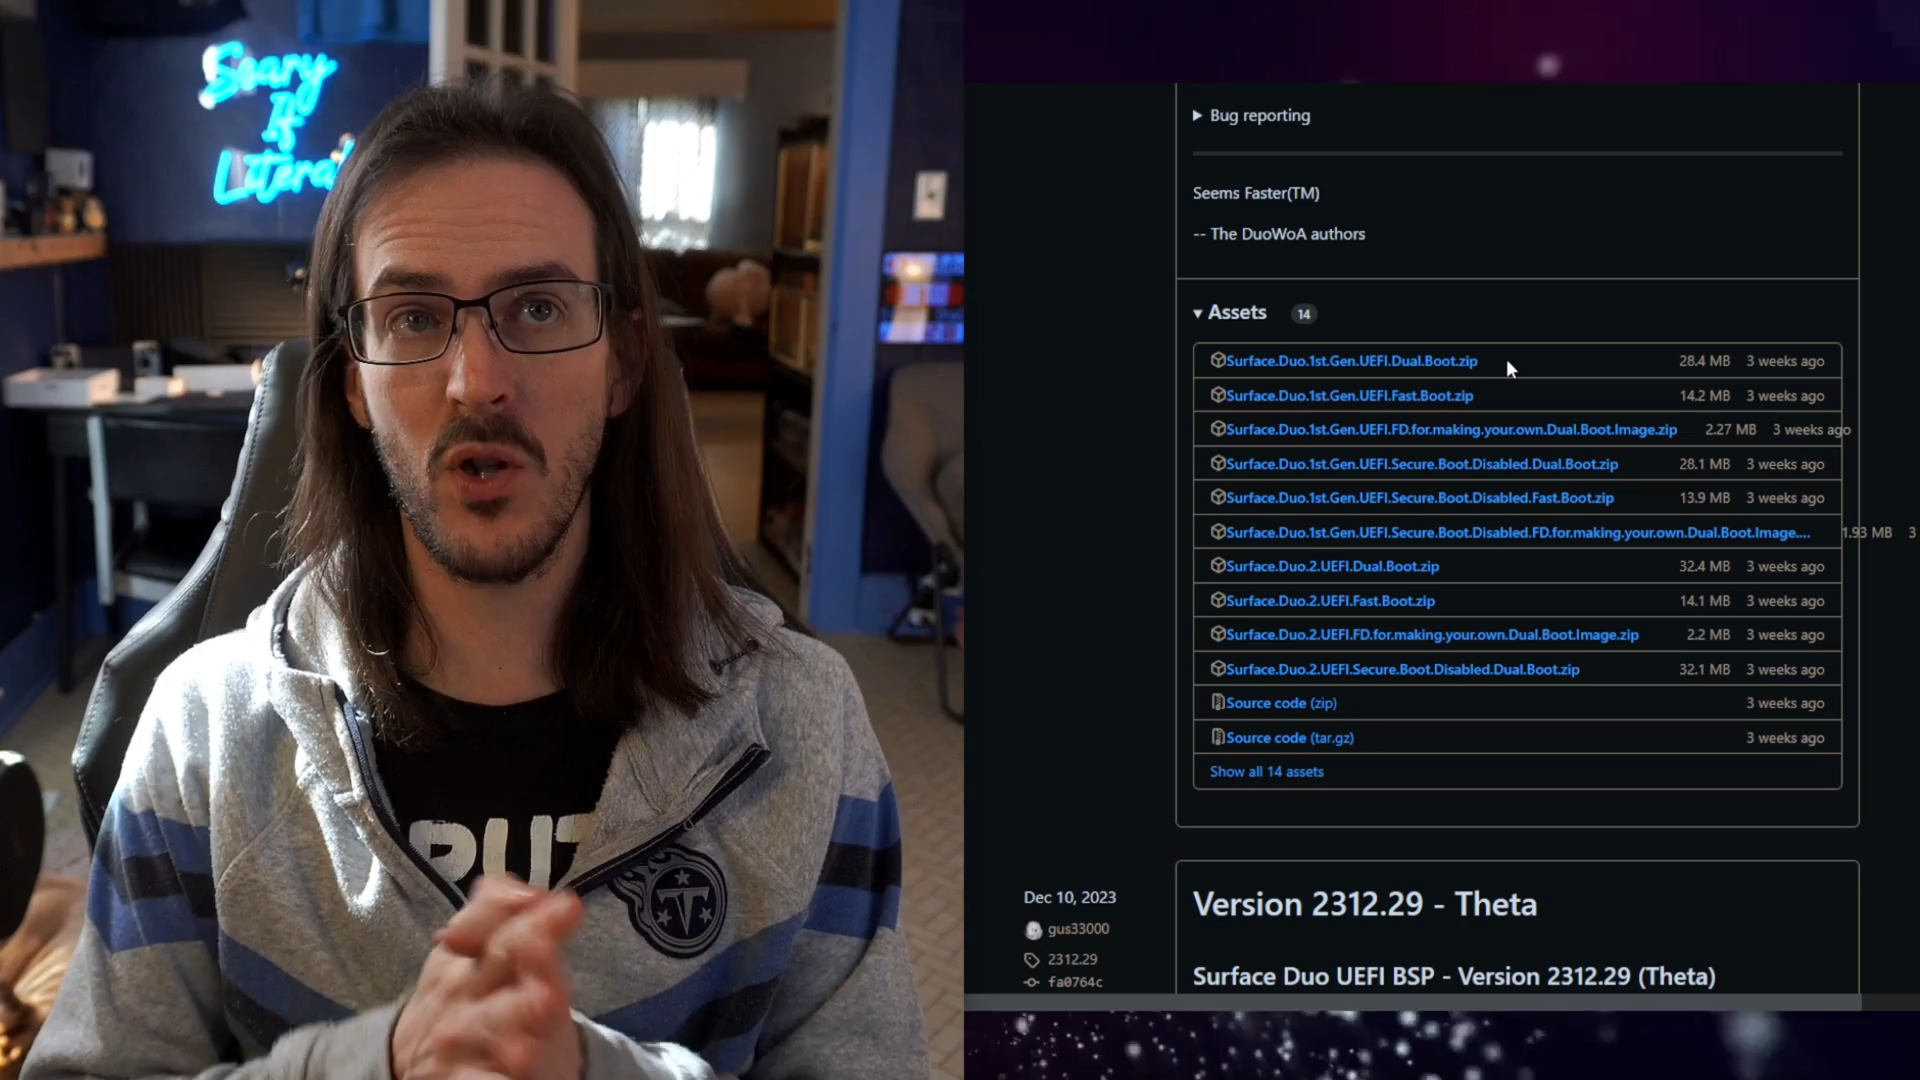 Scary
Is
Litera
Bug reporting
Seems Faster(TM)
-- The DuoWoA authors
Assets 14
Surface.Duo.1st.Gen.UEFI.Dual.Boot.zip 28.4 MB 3 weeks ago
Surface.Duo.1st.Gen.UEFI.Fast.Boot.zip 14.2 MB 3 weeks ago
Surface.Duo.1st.Gen.UEFI.FD.for.making.your.own.Dual.Boot.Image.zip 2.27 MB 3 weeks ago
Surface.Duo.1st.Gen.UEFI.Secure.Boot.Disabled.Dual.Boot.zip 28.1 MB 3 weeks ago
Surface.Duo.1st.Gen.UEFI.Secure.Boot.Disabled.Fast.Boot.zip 13.9 MB 3 weeks ago
Surface.Duo.1st.Gen.UEFI.Secure.Boot.Disabled.FD.for.making.your.own.Dual.Boot.Image.... 1.93 MB 3
Surface.Duo.2.UEFI.Dual.Boot.zip 32.4 MB 3 weeks ago
Surface.Duo.2.UEFI.Fast.Boot.zip 14.1 MB 3 weeks ago
Surface.Duo.2.UEFI.FD.for.making.your.own.Dual.Boot.Image.zip 2.2 MB 3 weeks ago
Surface.Duo.2.UEFI.Secure.Boot.Disabled.Dual.Boot.zip 32.1 MB 3 weeks ago
Source code (zip) 3 weeks ago
Source code (tar.gz) 3 weeks ago
Show all 14 assets
Dec 10, 2023
gus33000
2312.29
fa0764c
Version 2312.29 - Theta
Surface Duo UEFI BSP - Version 2312.29 (Theta)
T